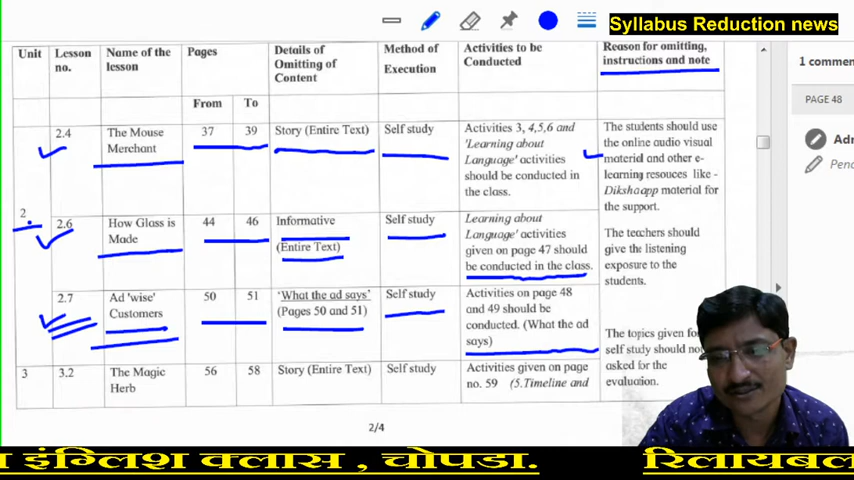 Syllabus Reduction news
Unit
Lesson
no.
Name of the
lesson
Pages
Details of
Omitting of
Content
Method of
Execution
Activities to be
Conducted
Reason for omitting,
instructions and note
From
To
2
2.4
The Mouse
Merchant
37
39
Story (Entire Text)
Self study
Activities 3, 4,5,6 and
'Learning about
Language' activities
should be conducted in
the class.
The students should use
the online audio visual
material and other e-
learning resouces like -
Diksha app material for
the support.
2.6
How Glass is
Made
44
46
Informative
(Entire Text)
Self study
Learning about
Language' activities
given on page 47 should
be conducted in the class.
The teachers should
give the listening
exposure to the
students.
2.7
Ad 'wise'
Customers
50
51
'What the ad says'
(Pages 50 and 51)
Self study
Activities on page 48
and 49 should be
conducted. (What the ad
says)
The topics given for
self study should no
asked for the
evaluation.
3
3.2
The Magic
Herb
56
58
Story (Entire Text)
Self study
Activities given on page
no. 59 (5.Timeline and
2/4
1 comme
PAGE 48
Adr
Penc
इंग्लिश क्लास , चोपडा.
रिलायबल